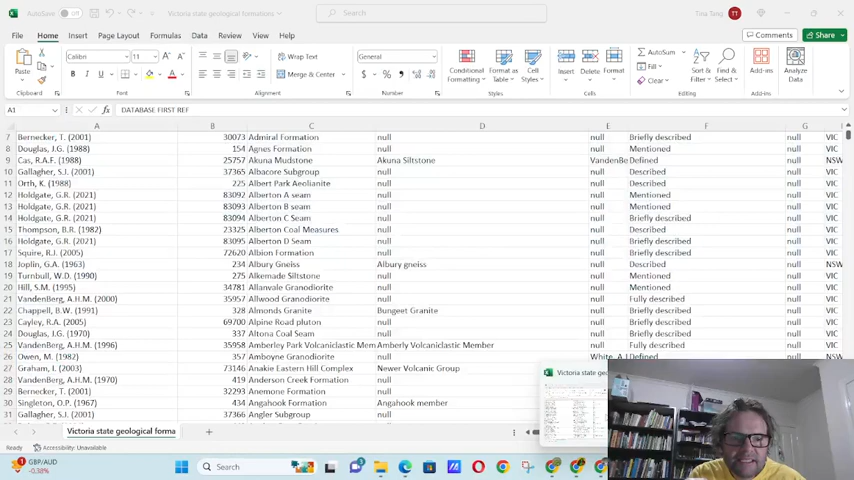 AutoSave Off Victoria state geological formations Search Tina Tang TT
File Home Insert Page Layout Formulas Data Review View Help Comments Share
Paste Calibri 11 Wrap Text General Conditional Format as Cell Insert Delete Format AutoSum Sort & Find & Add-ins Analyze
B I U A Merge & Center $ % Formatting Table Styles Fill Clear Filter Select Data
Clipboard Font Alignment Number Styles Cells Editing Add-ins
A1 fx DATABASE FIRST REF
A B C D E F G
7 Bernecker, T. (2001) 30073 Admiral Formation null null Briefly described null VIC
8 Douglas, J.G. (1988) 154 Agnes Formation null null Mentioned null VIC
9 Cas, R.A.F. (1988) 25757 Akuna Mudstone Akuna Siltstone VandenBe Defined null NSW
10 Gallagher, S.J. (2001) 37365 Albacore Subgroup null null Described null VIC
11 Orth, K. (1988) 225 Albert Park Aeolianite null null Described null VIC
12 Holdgate, G.R. (2021) 83092 Alberton A seam null null Mentioned null VIC
13 Holdgate, G.R. (2021) 83093 Alberton B seam null null Mentioned null VIC
14 Holdgate, G.R. (2021) 83094 Alberton C Seam null null Briefly described null VIC
15 Thompson, B.R. (1982) 23325 Alberton Coal Measures null null Described null VIC
16 Holdgate, G.R. (2021) 83095 Alberton D Seam null null Briefly described null VIC
17 Squire, R.J. (2005) 27620 Albion Formation null null Briefly described null VIC
18 Joplin, G.A. (1963) 234 Albury Gneiss Albury gneiss null Described null NSW
19 Turnbull, W.D. (1990) 275 Alkemade Siltstone null null Mentioned null VIC
20 Hill, S.M. (1995) 34781 Allanvale Granodiorite null null Mentioned null VIC
21 VandenBerg, A.H.M. (2000) 35957 Allwood Granodiorite null null Fully described null VIC
22 Chappell, B.W. (1991) 328 Almonds Granite Bungeet Granite null Described null VIC
23 Cayley, R.A. (2005) 69700 Alpine Road pluton null null Briefly described null VIC
24 Douglas, J.G. (1970) 337 Altona Coal Seam null null Briefly described null VIC
25 VandenBerg, A.H.M. (1996) 35958 Amberley Park Volcaniclastic Mem Amberly Volcaniclastic Member null Fully described null VIC
26 Owen, M. (1982) 357 Amboyne Granodiorite null White, A.J Defined
27 Graham, I. (2003) 73146 Anakie Eastern Hill Complex Newer Volcanic Group
28 VandenBerg, A.H.M. (1970) 419 Anderson Creek Formation null
29 Bernecker, T. (2001) 32293 Anemone Formation null
30 Singleton, O.P. (1967) 434 Angahook Formation Angahook member
31 Gallagher, S.J. (2001) 37366 Angler Subgroup null
Victoria state geo
Victoria state geological forma
Ready Accessibility: Unavailable
GBP/AUD
-0.38%
Search